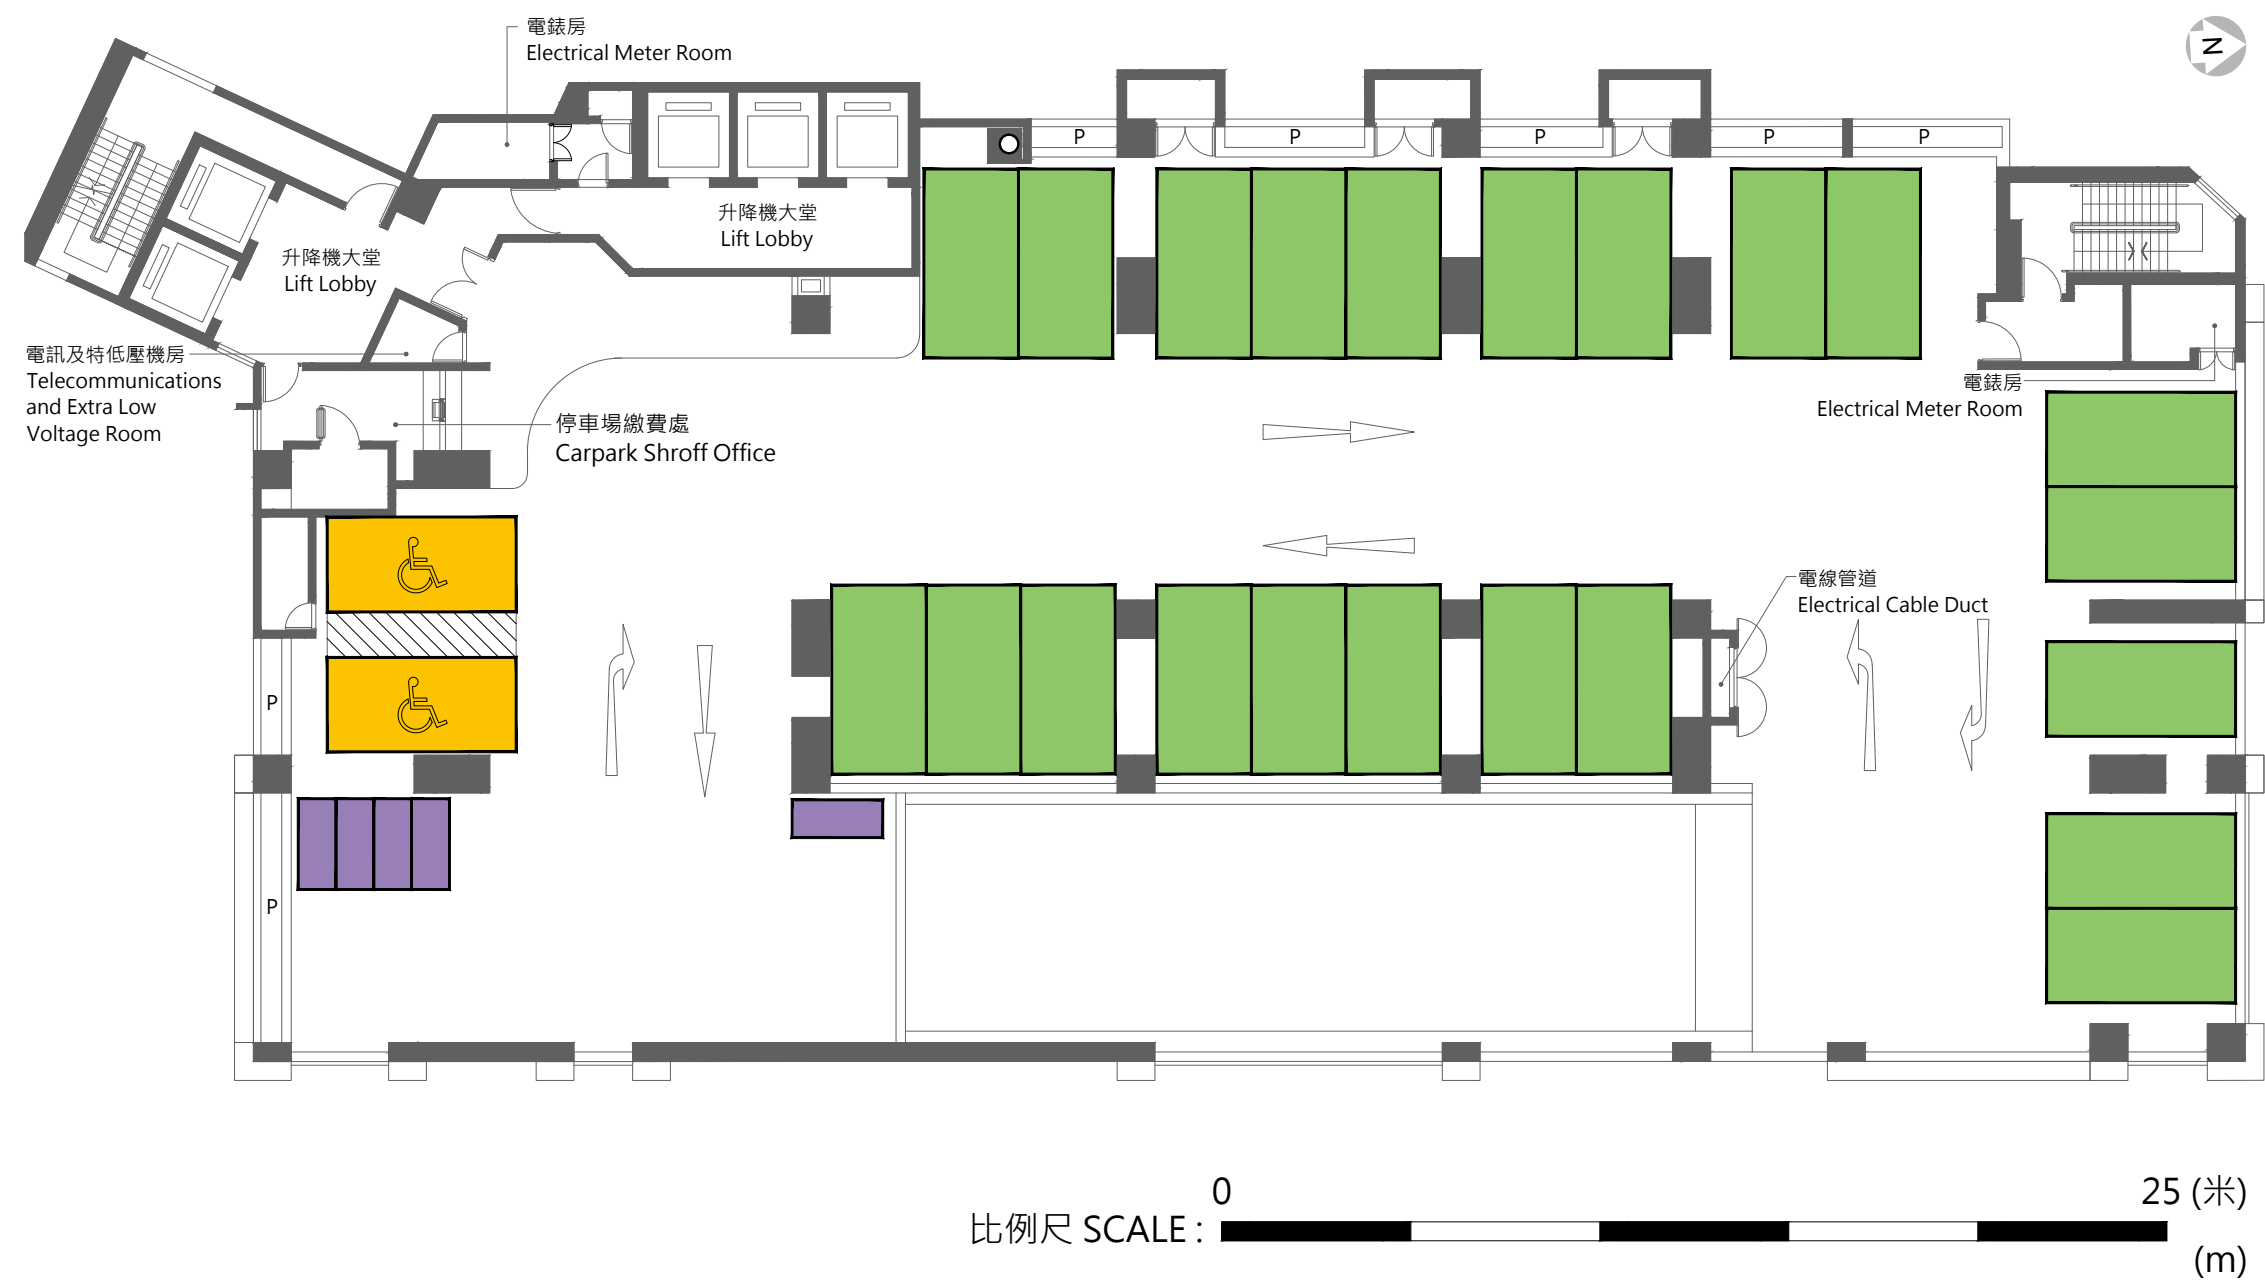 電錶房
Electrical Meter Room
N
P
P
P
P
P
升降機大堂
Lift Lobby
升降機大堂
Lift Lobby
電訊及特低壓機房
Telecommunications
and Extra Low
Voltage Room
電錶房
Electrical Meter Room
停車場繳費處
Carpark Shroff Office
電線管道
Electrical Cable Duct
P
P
0
25 (米)
比例尺 SCALE :
(m)